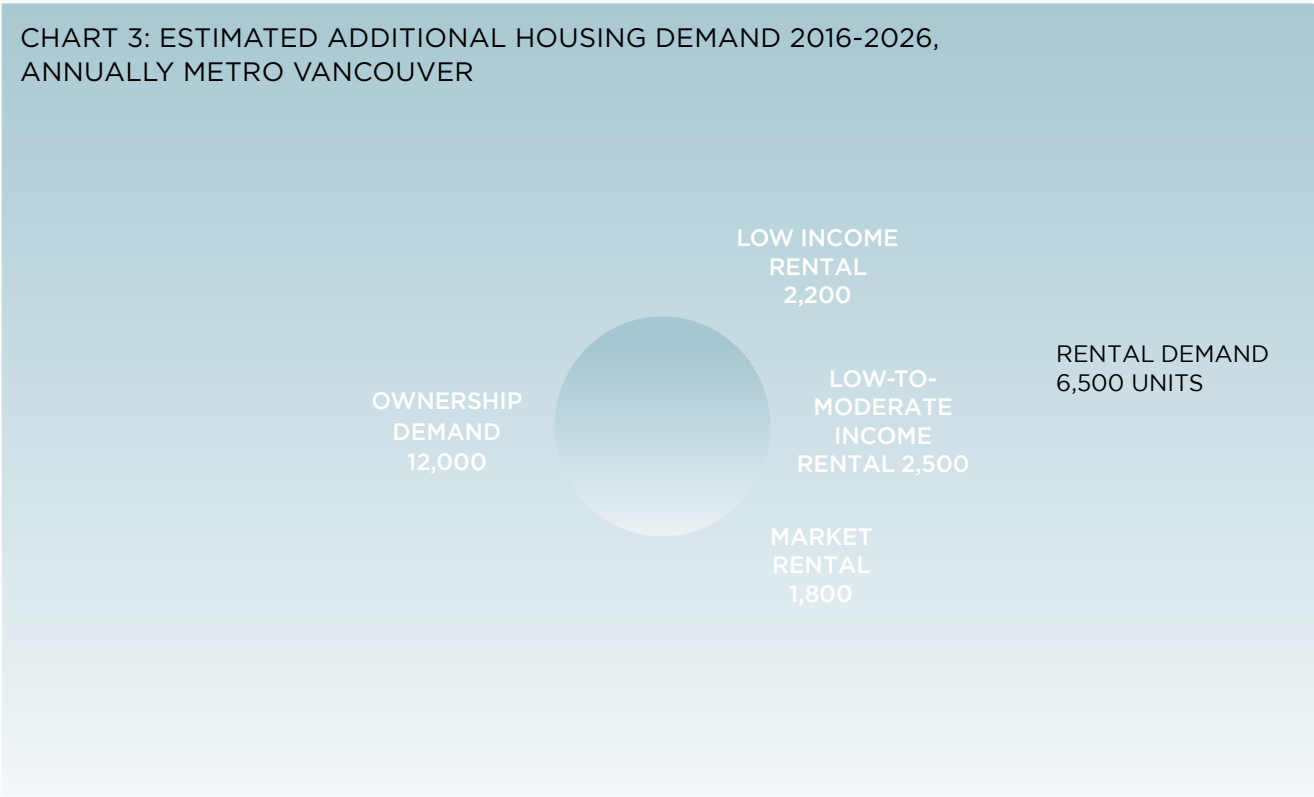 CHART 3: ESTIMATED ADDITIONAL HOUSING DEMAND 2016-2026,
ANNUALLY METRO VANCOUVER
LOW INCOME
RENTAL
2,200
RENTAL DEMAND
6,500 UNITS
LOW-TO-
MODERATE
INCOME
RENTAL 2,500
OWNERSHIP
DEMAND
12,000
MARKET
RENTAL
1,800